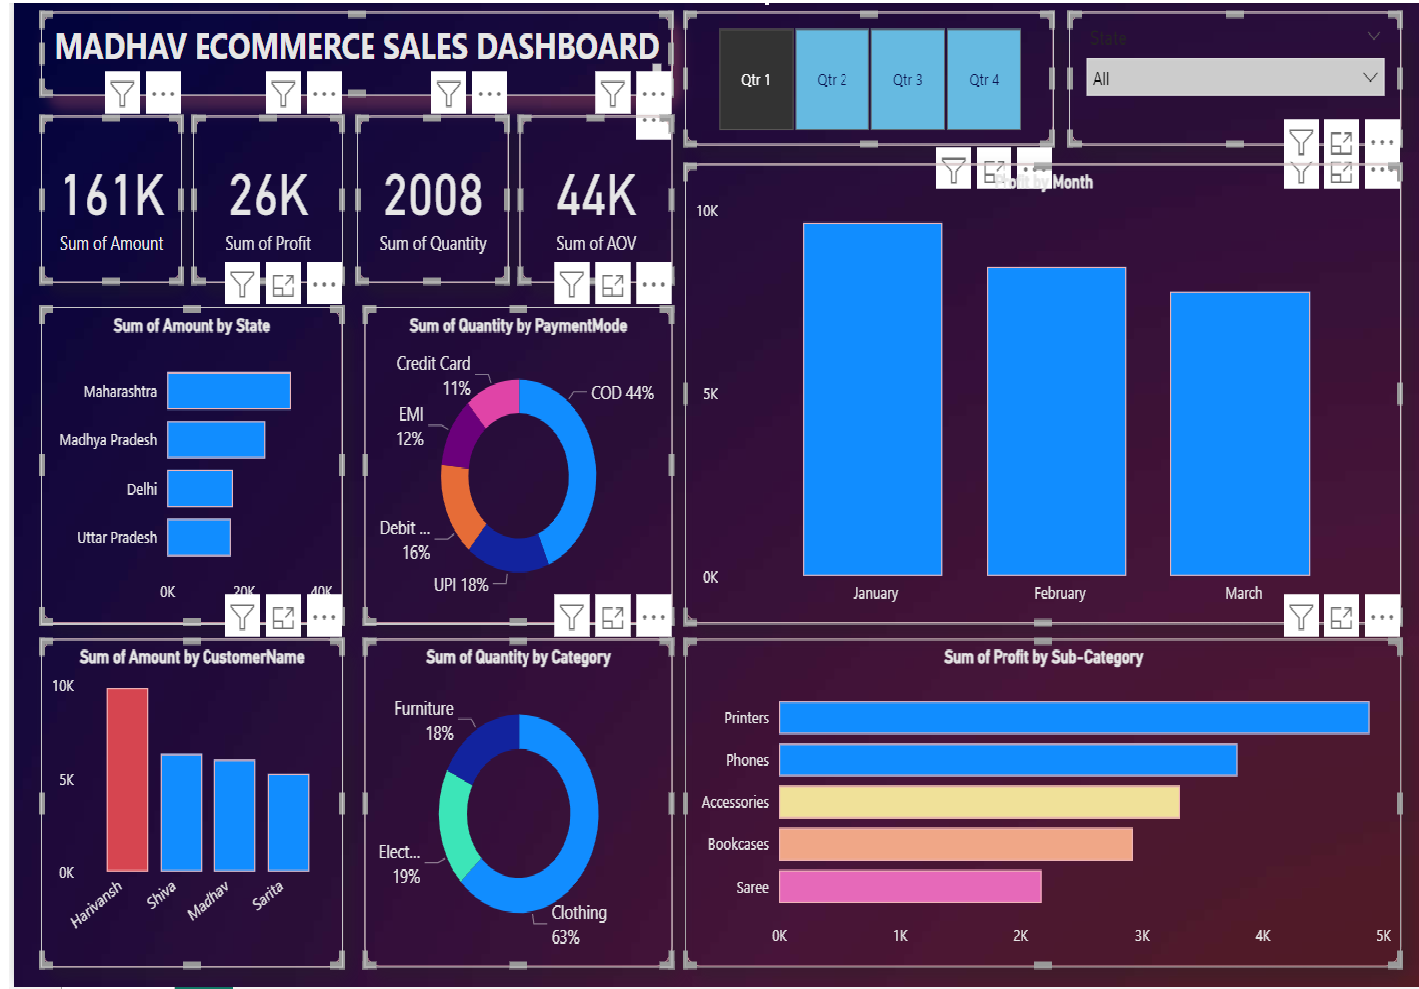 MADHAV ECOMMERCE SALES DASHBOARD
Qtr 1
Qtr 2
Qtr 3
Qtr 4
State
All
161K
Sum of Amount
26K
Sum of Profit
2008
Sum of Quantity
44K
Sum of AOV
Profit by Month
10K
5K
0K
January
February
March
Sum of Amount by State
Maharashtra
Madhya Pradesh
Delhi
Uttar Pradesh
0K
20K
40K
Sum of Quantity by PaymentMode
Credit Card
11%
COD 44%
EMI
12%
Debit ...
16%
UPI 18%
Sum of Amount by CustomerName
10K
5K
0K
Harivansh
Shiva
Madhav
Sarita
Sum of Quantity by Category
Furniture
18%
Elect...
19%
Clothing
63%
Sum of Profit by Sub-Category
Printers
Phones
Accessories
Bookcases
Saree
0K
1K
2K
3K
4K
5K